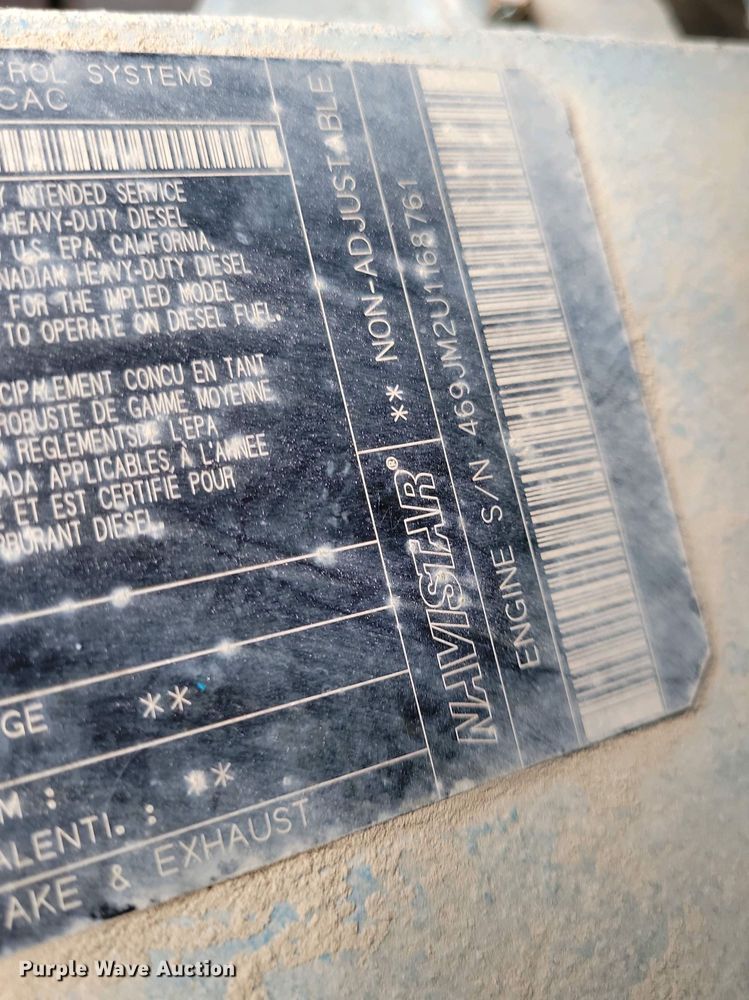 TROL SYSTEMS
CAC
Y INTENDED SERVICE
HEAVY-DUTY DIESEL
U.S. EPA, CALIFORNIA,
NADIAN HEAVY-DUTY DIESEL
FOR THE IMPLIED MODEL
TO OPERATE ON DIESEL FUEL.
CIPALEMENT CONCU EN TANT
ROBUSTE DE GAMME MOYENNE
REGLEMENTSDE L'EPA
ADA APPLICABLES, À L'ANNEE
E ET EST CERTIFIE POUR
RBURANT DIESEL.
GE **
M : **
ALENTI. :
AKE & EXHAUST
** NON-ADJUSTABLE
NAVISTAR®
ENGINE S/N 469JM2U1168761
Purple Wave Auction